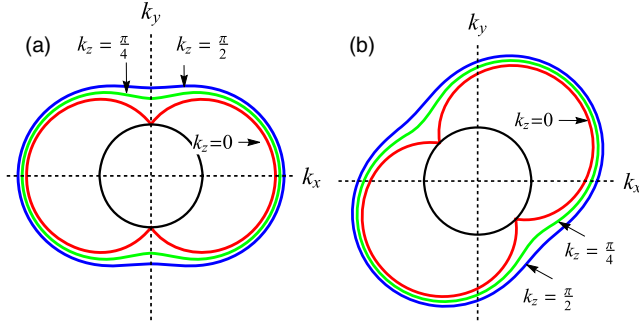 (a)
k_y
k_z = π/4
k_z = π/2
k_z=0
k_x
(b)
k_y
k_z=0
k_x
k_z = π/4
k_z = π/2